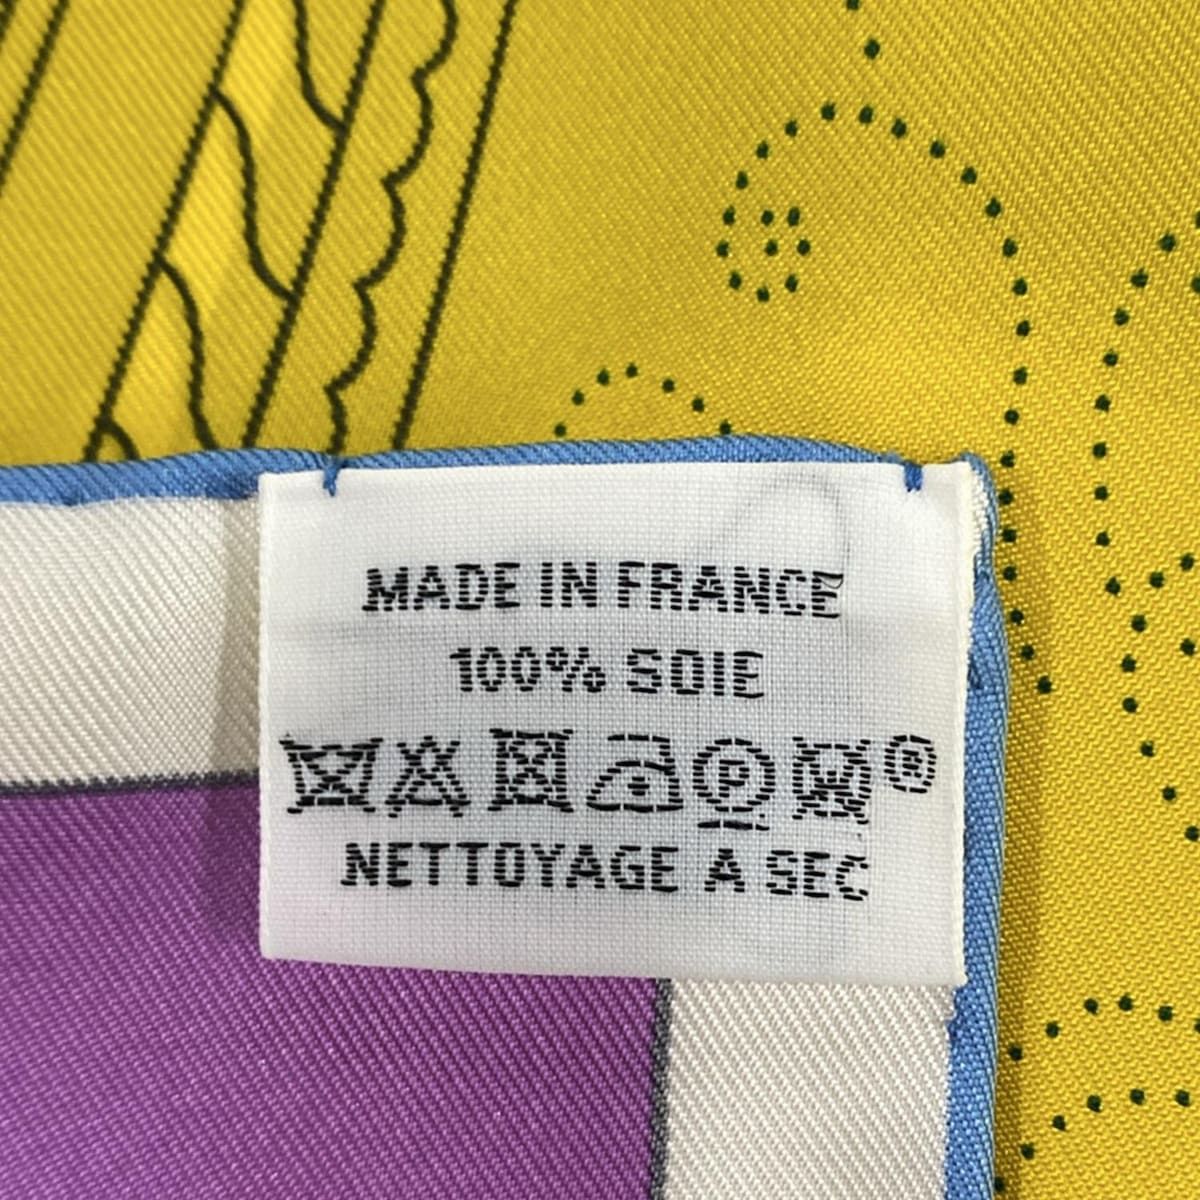 MADE IN FRANCE
100% SOIE
P ®
NETTOYAGE A SEC